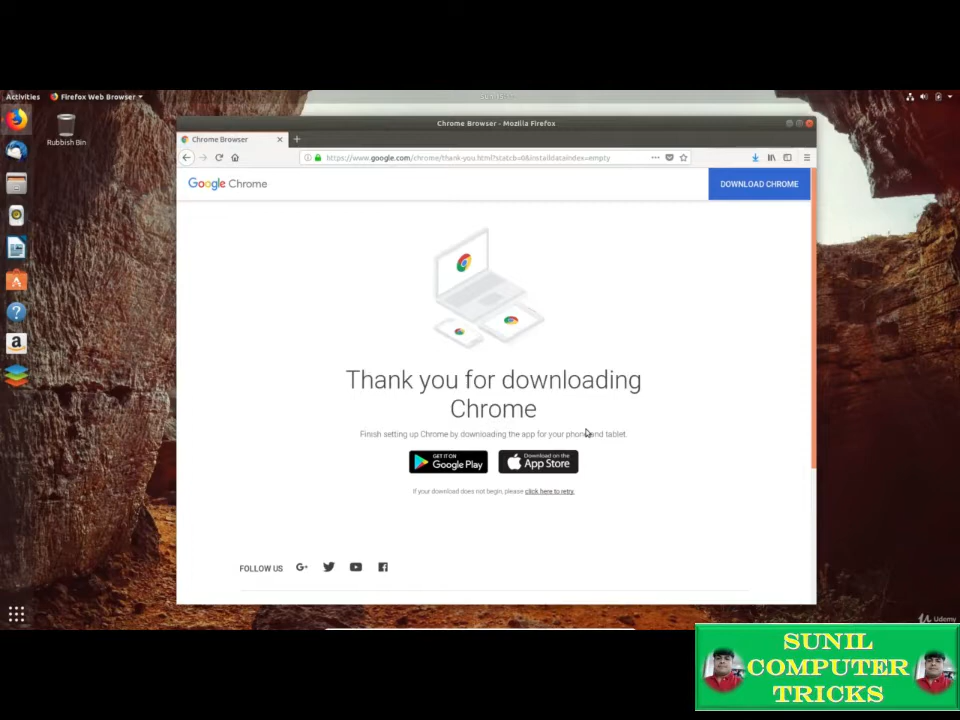 Activities
Firefox Web Browser
Rubbish Bin
Chrome Browser - Mozilla Firefox
Chrome Browser
https://www.google.com/chrome/thank-you.html?statcb=0&installdataindex=empty
Google Chrome
DOWNLOAD CHROME
Thank you for downloading
Chrome
Finish setting up Chrome by downloading the app for your phone and tablet.
GET IT ON
Google Play
Download on the
App Store
If your download does not begin, please click here to retry.
FOLLOW US
G+
a
Udemy
SUNIL
COMPUTER
TRICKS